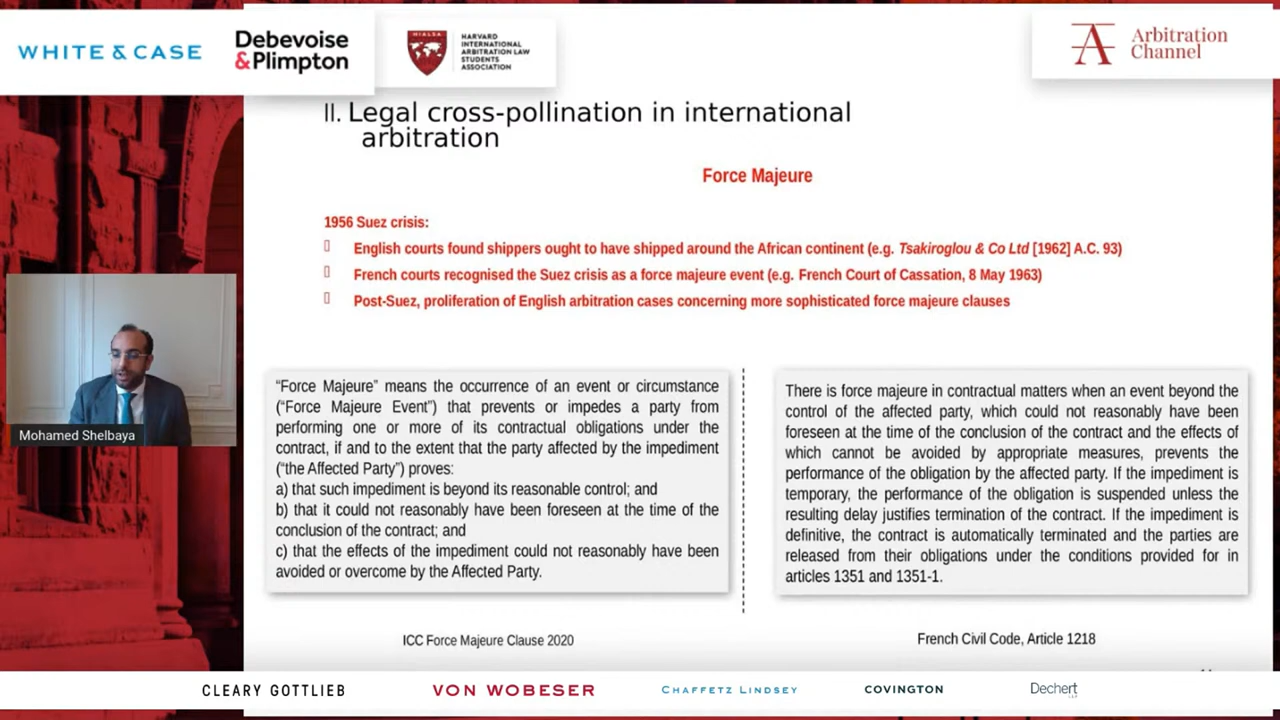 WHITE & CASE
Debevoise
&Plimpton
HIALSA
HARVARD
INTERNATIONAL
ARBITRATION LAW
STUDENTS
ASSOCIATION
Arbitration
Channel
II. Legal cross-pollination in international
arbitration
Force Majeure
1956 Suez crisis:
English courts found shippers ought to have shipped around the African continent (e.g. Tsakiroglou & Co Ltd [1962] A.C. 93)
French courts recognised the Suez crisis as a force majeure event (e.g. French Court of Cassation, 8 May 1963)
Post-Suez, proliferation of English arbitration cases concerning more sophisticated force majeure clauses
“Force Majeure” means the occurrence of an event or circumstance
(“Force Majeure Event”) that prevents or impedes a party from
performing one or more of its contractual obligations under the
contract, if and to the extent that the party affected by the impediment
(“the Affected Party”) proves:
a) that such impediment is beyond its reasonable control; and
b) that it could not reasonably have been foreseen at the time of the
conclusion of the contract; and
c) that the effects of the impediment could not reasonably have been
avoided or overcome by the Affected Party.
ICC Force Majeure Clause 2020
There is force majeure in contractual matters when an event beyond the
control of the affected party, which could not reasonably have been
foreseen at the time of the conclusion of the contract and the effects of
which cannot be avoided by appropriate measures, prevents the
performance of the obligation by the affected party. If the impediment is
temporary, the performance of the obligation is suspended unless the
resulting delay justifies termination of the contract. If the impediment is
definitive, the contract is automatically terminated and the parties are
released from their obligations under the conditions provided for in
articles 1351 and 1351-1.
French Civil Code, Article 1218
Mohamed Shelbaya
CLEARY GOTTLIEB
VON WOBESER
CHAFFETZ LINDSEY
COVINGTON
Dechert